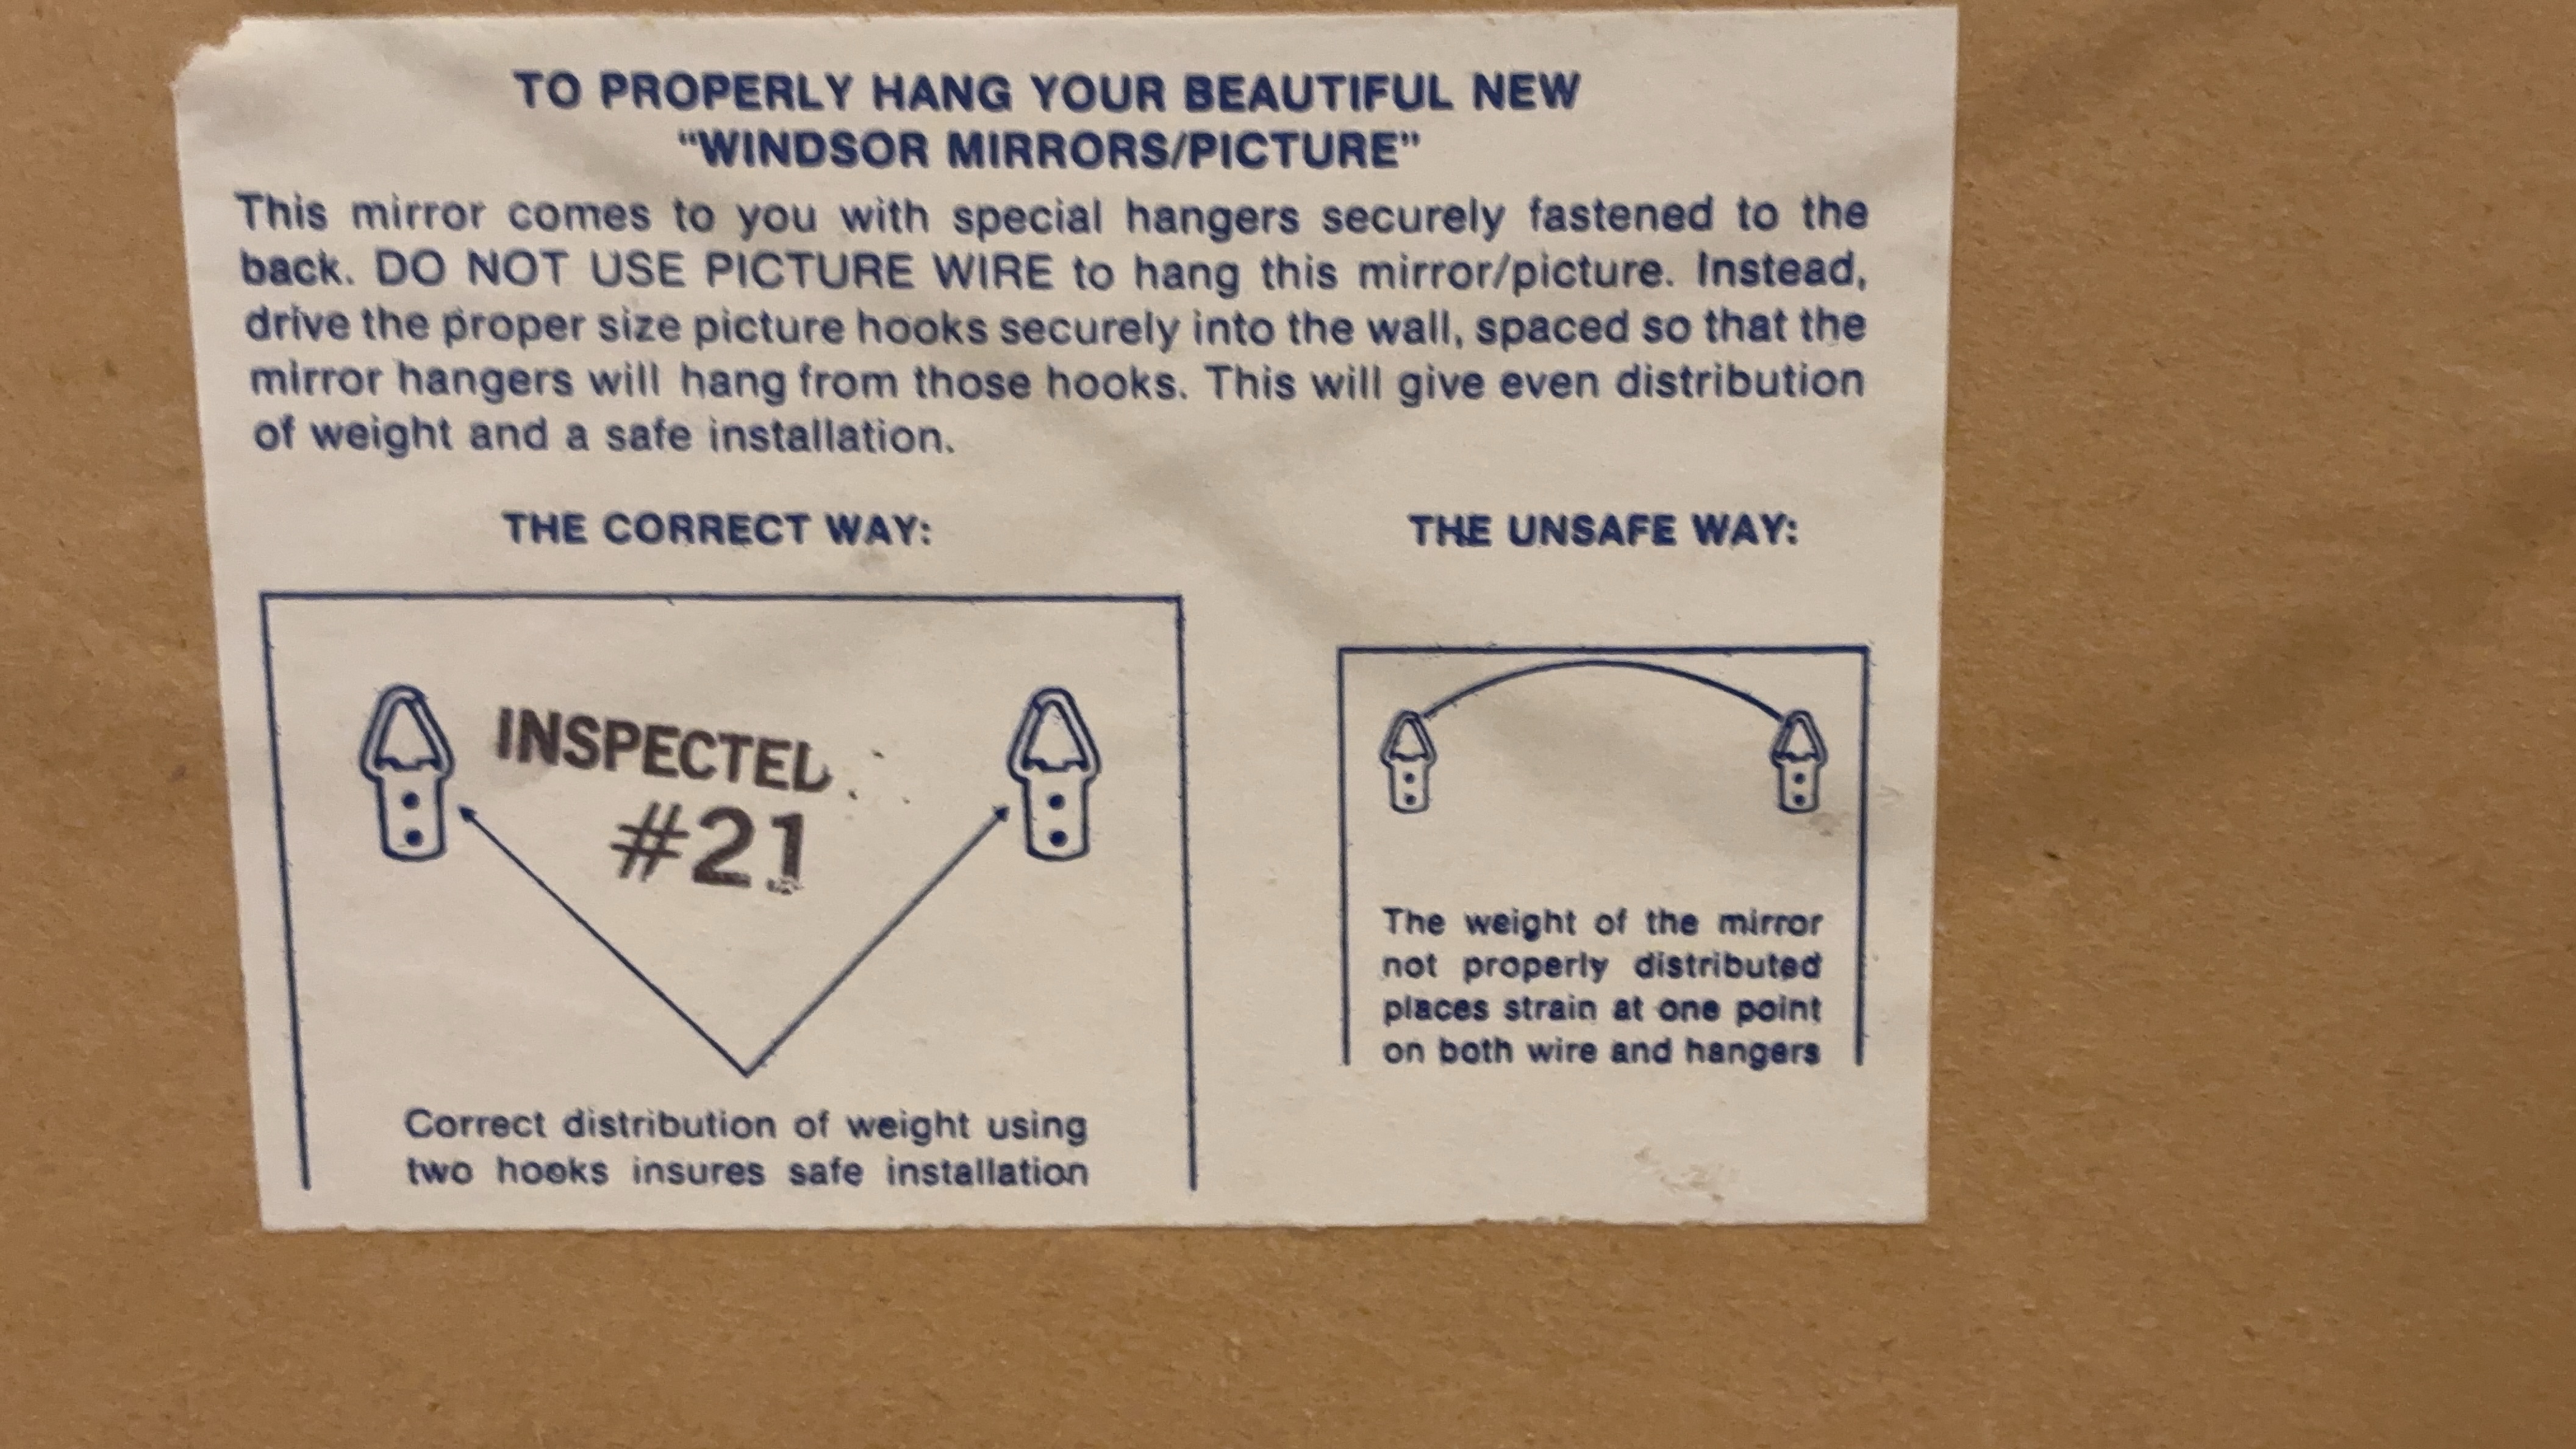 TO PROPERLY HANG YOUR BEAUTIFUL NEW
“WINDSOR MIRRORS/PICTURE”
This mirror comes to you with special hangers securely fastened to the
back. DO NOT USE PICTURE WIRE to hang this mirror/picture. Instead,
drive the proper size picture hooks securely into the wall, spaced so that the
mirror hangers will hang from those hooks. This will give even distribution
of weight and a safe installation.
THE CORRECT WAY:
INSPECTED
#21
Correct distribution of weight using
two hooks insures safe installation
THE UNSAFE WAY:
The weight of the mirror
not properly distributed
places strain at one point
on both wire and hangers